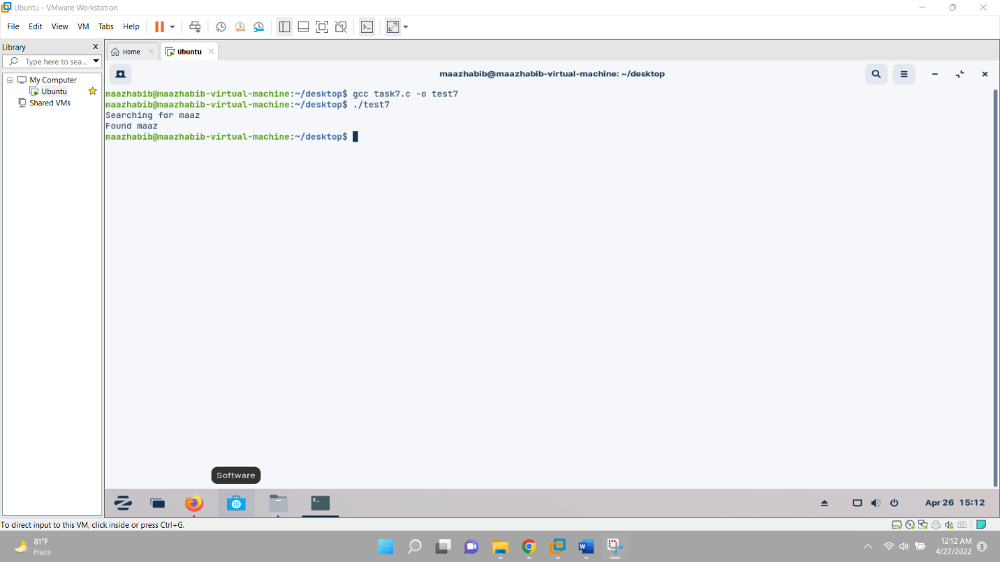 Ubuntu - VMware Workstation
File Edit View VM Tabs Help
Library
Type here to sea...
My Computer
Ubuntu
Shared VMs
Home
Ubuntu
maazhabib@maazhabib-virtual-machine: ~/desktop
maazhabib@maazhabib-virtual-machine:~/desktop$ gcc task7.c -o test7
maazhabib@maazhabib-virtual-machine:~/desktop$ ./test7
Searching for maaz
Found maaz
maazhabib@maazhabib-virtual-machine:~/desktop$
Software
Apr 26 15:12
To direct input to this VM, click inside or press Ctrl+G.
81°F
Haze
12:12 AM
4/27/2022
3